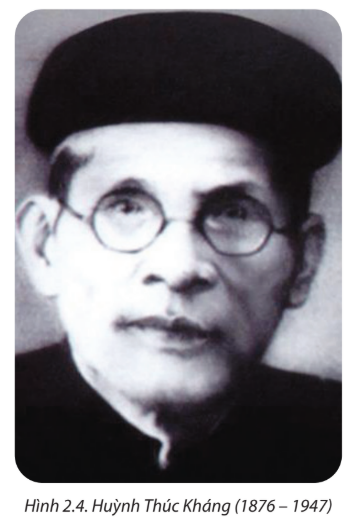 Hình 2.4. Huỳnh Thúc Kháng (1876 – 1947)